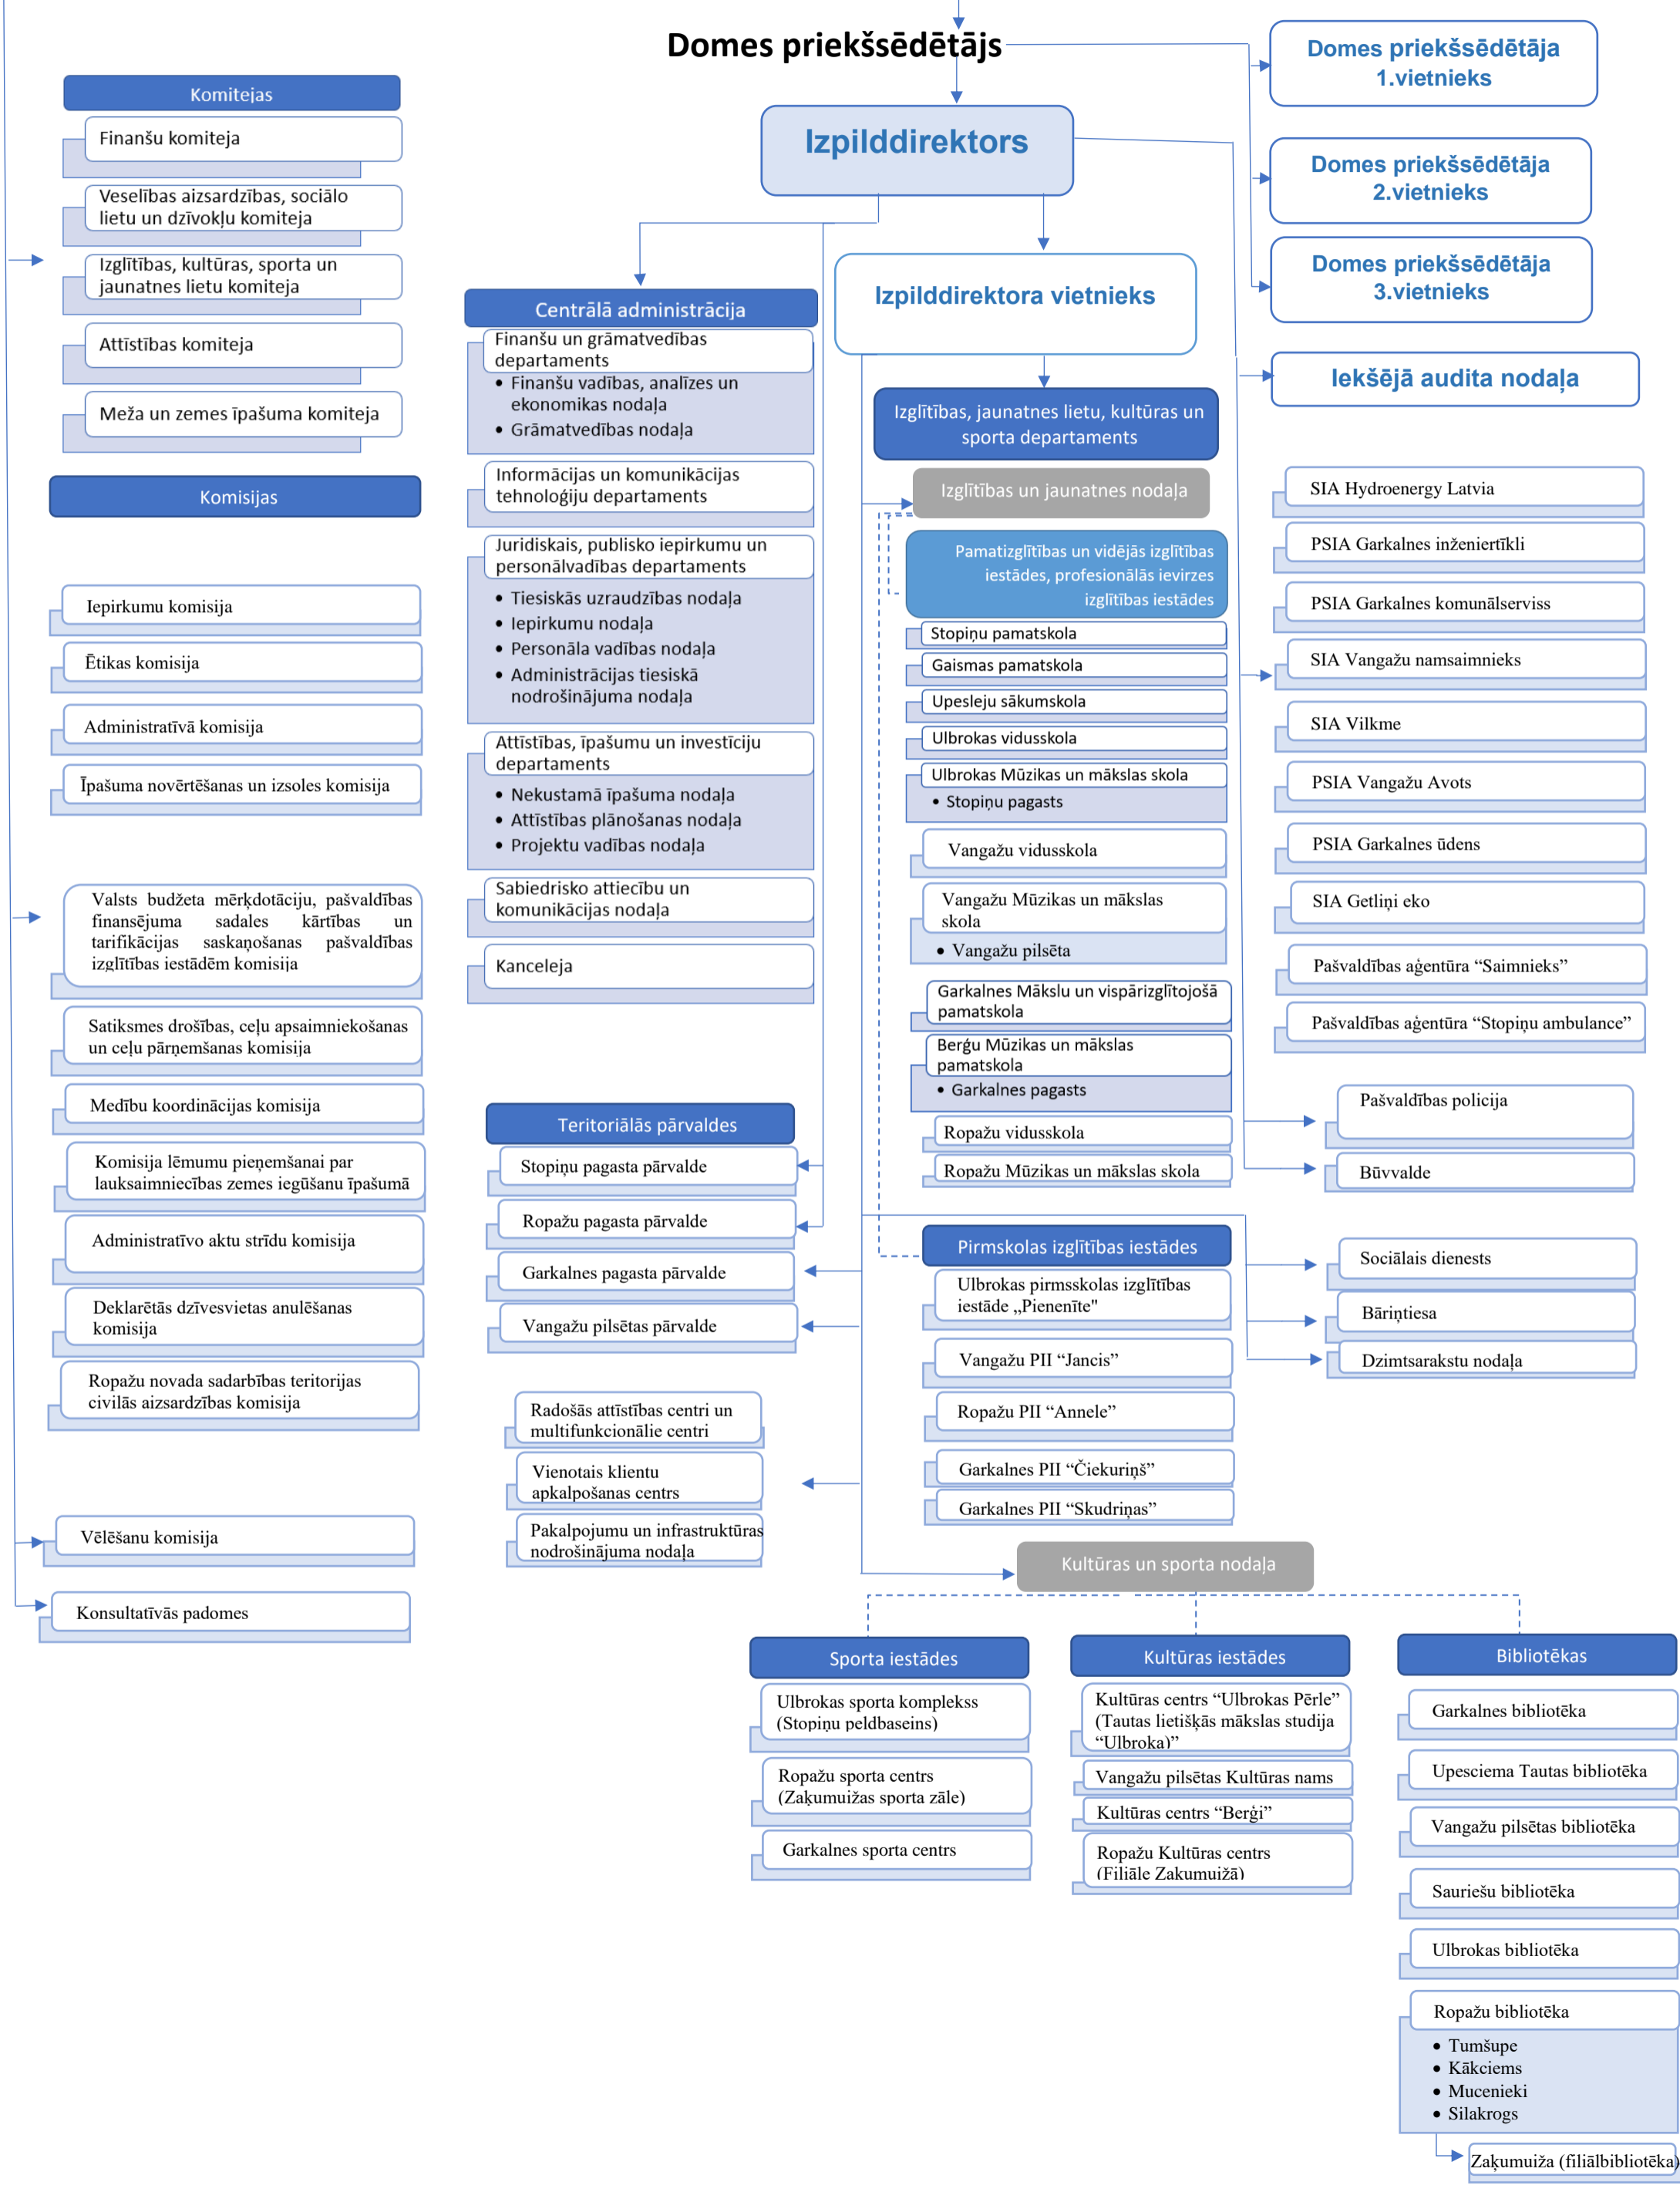 Domes priekšsēdētājs
Domes priekšsēdētāja
1.vietnieks
Domes priekšsēdētāja
2.vietnieks
Domes priekšsēdētāja
3.vietnieks
Iekšējā audita nodaļa
Izpilddirektors
Izpilddirektora vietnieks
Komitejas
Finanšu komiteja
Veselības aizsardzības, sociālo
lietu un dzīvokļu komiteja
Izglītības, kultūras, sporta un
jaunatnes lietu komiteja
Attīstības komiteja
Meža un zemes īpašuma komiteja
Komisijas
Iepirkumu komisija
Ētikas komisija
Administratīvā komisija
Īpašuma novērtēšanas un izsoles komisija
Valsts budžeta mērķdotāciju, pašvaldības
finansējuma sadales kārtības un
tarifikācijas saskaņošanas pašvaldības
izglītības iestādēm komisija
Satiksmes drošības, ceļu apsaimniekošanas
un ceļu pārņemšanas komisija
Medību koordinācijas komisija
Komisija lēmumu pieņemšanai par
lauksaimniecības zemes iegūšanu īpašumā
Administratīvo aktu strīdu komisija
Deklarētās dzīvesvietas anulēšanas
komisija
Ropažu novada sadarbības teritorijas
civilās aizsardzības komisija
Vēlēšanu komisija
Konsultatīvās padomes
Centrālā administrācija
Finanšu un grāmatvedības
departaments
• Finanšu vadības, analīzes un
ekonomikas nodaļa
• Grāmatvedības nodaļa
Informācijas un komunikācijas
tehnoloģiju departaments
Juridiskais, publisko iepirkumu un
personālvadības departaments
• Tiesiskās uzraudzības nodaļa
• Iepirkumu nodaļa
• Personāla vadības nodaļa
• Administrācijas tiesiskā
nodrošinājuma nodaļa
Attīstības, īpašumu un investīciju
departaments
• Nekustamā īpašuma nodaļa
• Attīstības plānošanas nodaļa
• Projektu vadības nodaļa
Sabiedrisko attiecību un
komunikācijas nodaļa
Kanceleja
Teritoriālās pārvaldes
Stopiņu pagasta pārvalde
Ropažu pagasta pārvalde
Garkalnes pagasta pārvalde
Vangažu pilsētas pārvalde
Radošās attīstības centri un
multifunkcionālie centri
Vienotais klientu
apkalpošanas centrs
Pakalpojumu un infrastruktūras
nodrošinājuma nodaļa
Izglītības, jaunatnes lietu, kultūras un
sporta departaments
Izglītības un jaunatnes nodaļa
Pamatizglītības un vidējās izglītības
iestādes, profesionālās ievirzes
izglītības iestādes
Stopiņu pamatskola
Gaismas pamatskola
Upesleju sākumskola
Ulbrokas vidusskola
Ulbrokas Mūzikas un mākslas skola
• Stopiņu pagasts
Vangažu vidusskola
Vangažu Mūzikas un mākslas
skola
• Vangažu pilsēta
Garkalnes Mākslu un vispārizglītojošā
pamatskola
Berģu Mūzikas un mākslas
pamatskola
• Garkalnes pagasts
Ropažu vidusskola
Ropažu Mūzikas un mākslas skola
Pirmskolas izglītības iestādes
Ulbrokas pirmsskolas izglītības
iestāde „Pienenīte"
Vangažu PII “Jancis”
Ropažu PII “Annele”
Garkalnes PII “Čiekuriņš”
Garkalnes PII “Skudriņas”
SIA Hydroenergy Latvia
PSIA Garkalnes inženiertīkli
PSIA Garkalnes komunālserviss
SIA Vangažu namsaimnieks
SIA Vilkme
PSIA Vangažu Avots
PSIA Garkalnes ūdens
SIA Getliņi eko
Pašvaldības aģentūra “Saimnieks”
Pašvaldības aģentūra “Stopiņu ambulance”
Pašvaldības policija
Būvvalde
Sociālais dienests
Bāriņtiesa
Dzimtsarakstu nodaļa
Kultūras un sporta nodaļa
Sporta iestādes
Ulbrokas sporta komplekss
(Stopiņu peldbaseins)
Ropažu sporta centrs
(Zaķumuižas sporta zāle)
Garkalnes sporta centrs
Kultūras iestādes
Kultūras centrs “Ulbrokas Pērle”
(Tautas lietišķās mākslas studija
“Ulbroka)”
Vangažu pilsētas Kultūras nams
Kultūras centrs “Berģi”
Ropažu Kultūras centrs
(Filiāle Zakumuižā)
Bibliotēkas
Garkalnes bibliotēka
Upesciema Tautas bibliotēka
Vangažu pilsētas bibliotēka
Sauriešu bibliotēka
Ulbrokas bibliotēka
Ropažu bibliotēka
• Tumšupe
• Kākciems
• Mucenieki
• Silakrogs
Zaķumuiža (filiālbibliotēka)